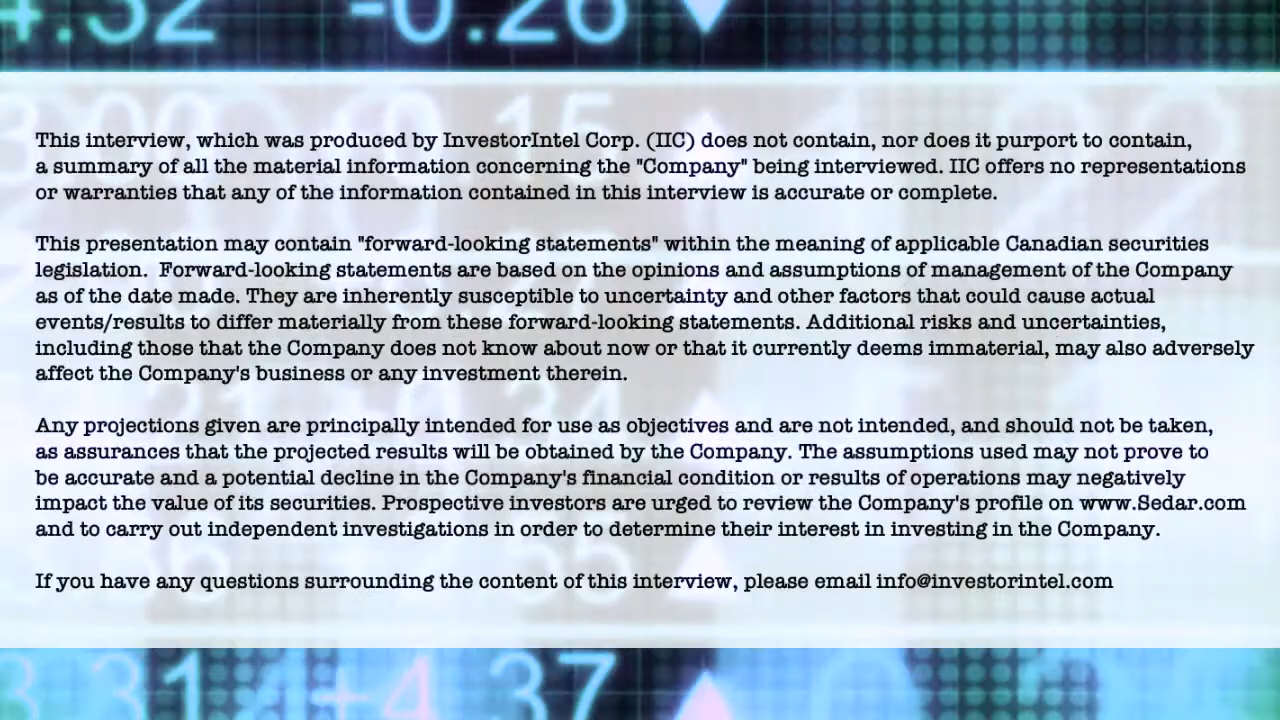 4.32 -0.26
This interview, which was produced by InvestorIntel Corp. (IIC) does not contain, nor does it purport to contain,
a summary of all the material information concerning the "Company" being interviewed. IIC offers no representations
or warranties that any of the information contained in this interview is accurate or complete.
This presentation may contain "forward-looking statements" within the meaning of applicable Canadian securities
legislation.  Forward-looking statements are based on the opinions and assumptions of management of the Company
as of the date made. They are inherently susceptible to uncertainty and other factors that could cause actual
events/results to differ materially from these forward-looking statements. Additional risks and uncertainties,
including those that the Company does not know about now or that it currently deems immaterial, may also adversely
affect the Company's business or any investment therein.
Any projections given are principally intended for use as objectives and are not intended, and should not be taken,
as assurances that the projected results will be obtained by the Company. The assumptions used may not prove to
be accurate and a potential decline in the Company's financial condition or results of operations may negatively
impact the value of its securities. Prospective investors are urged to review the Company's profile on www.Sedar.com
and to carry out independent investigations in order to determine their interest in investing in the Company.
If you have any questions surrounding the content of this interview, please email info@investorintel.com
+4.37